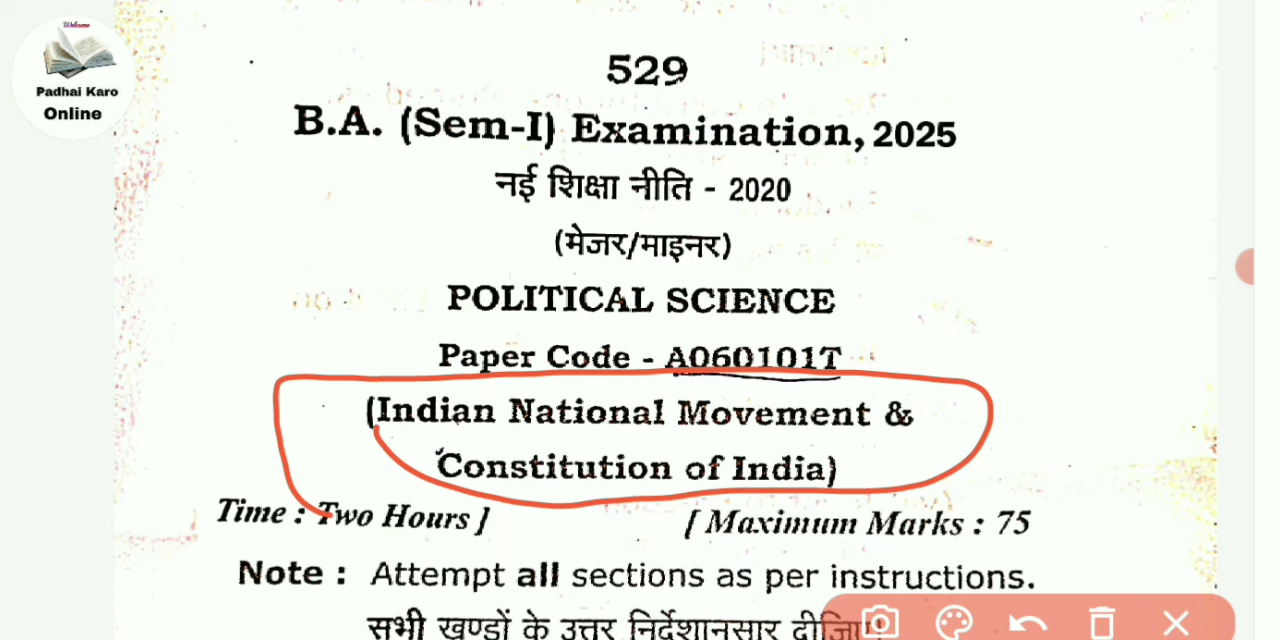 Welcome
Padhai Karo
Online
529
B.A. (Sem-I) Examination, 2025
नई शिक्षा नीति - 2020
(मेजर/माइनर)
POLITICAL SCIENCE
Paper Code - A060101T
(Indian National Movement &
Constitution of India)
Time : Two Hours ] [ Maximum Marks : 75
Note : Attempt all sections as per instructions.
सभी खण्डों के उत्तर निर्देशानुसार दीजिए